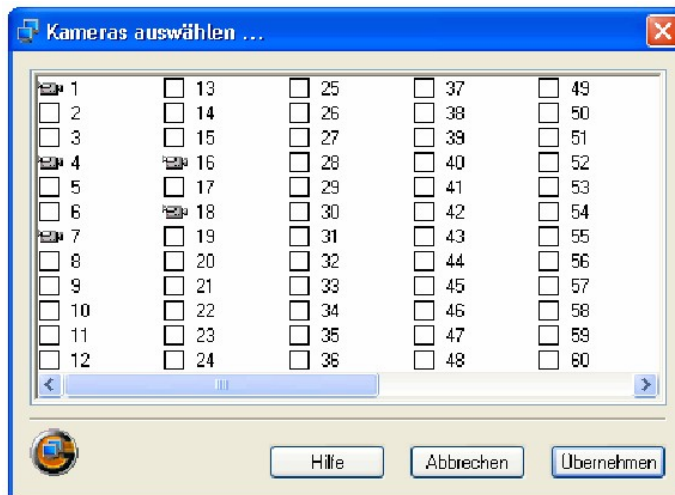 Kameras auswählen ...
1 13 25 37 49
2 14 26 38 50
3 15 27 39 51
4 16 28 40 52
5 17 29 41 53
6 18 30 42 54
7 19 31 43 55
8 20 32 44 56
9 21 33 45 57
10 22 34 46 58
11 23 35 47 59
12 24 36 48 60
Hilfe Abbrechen Übernehmen